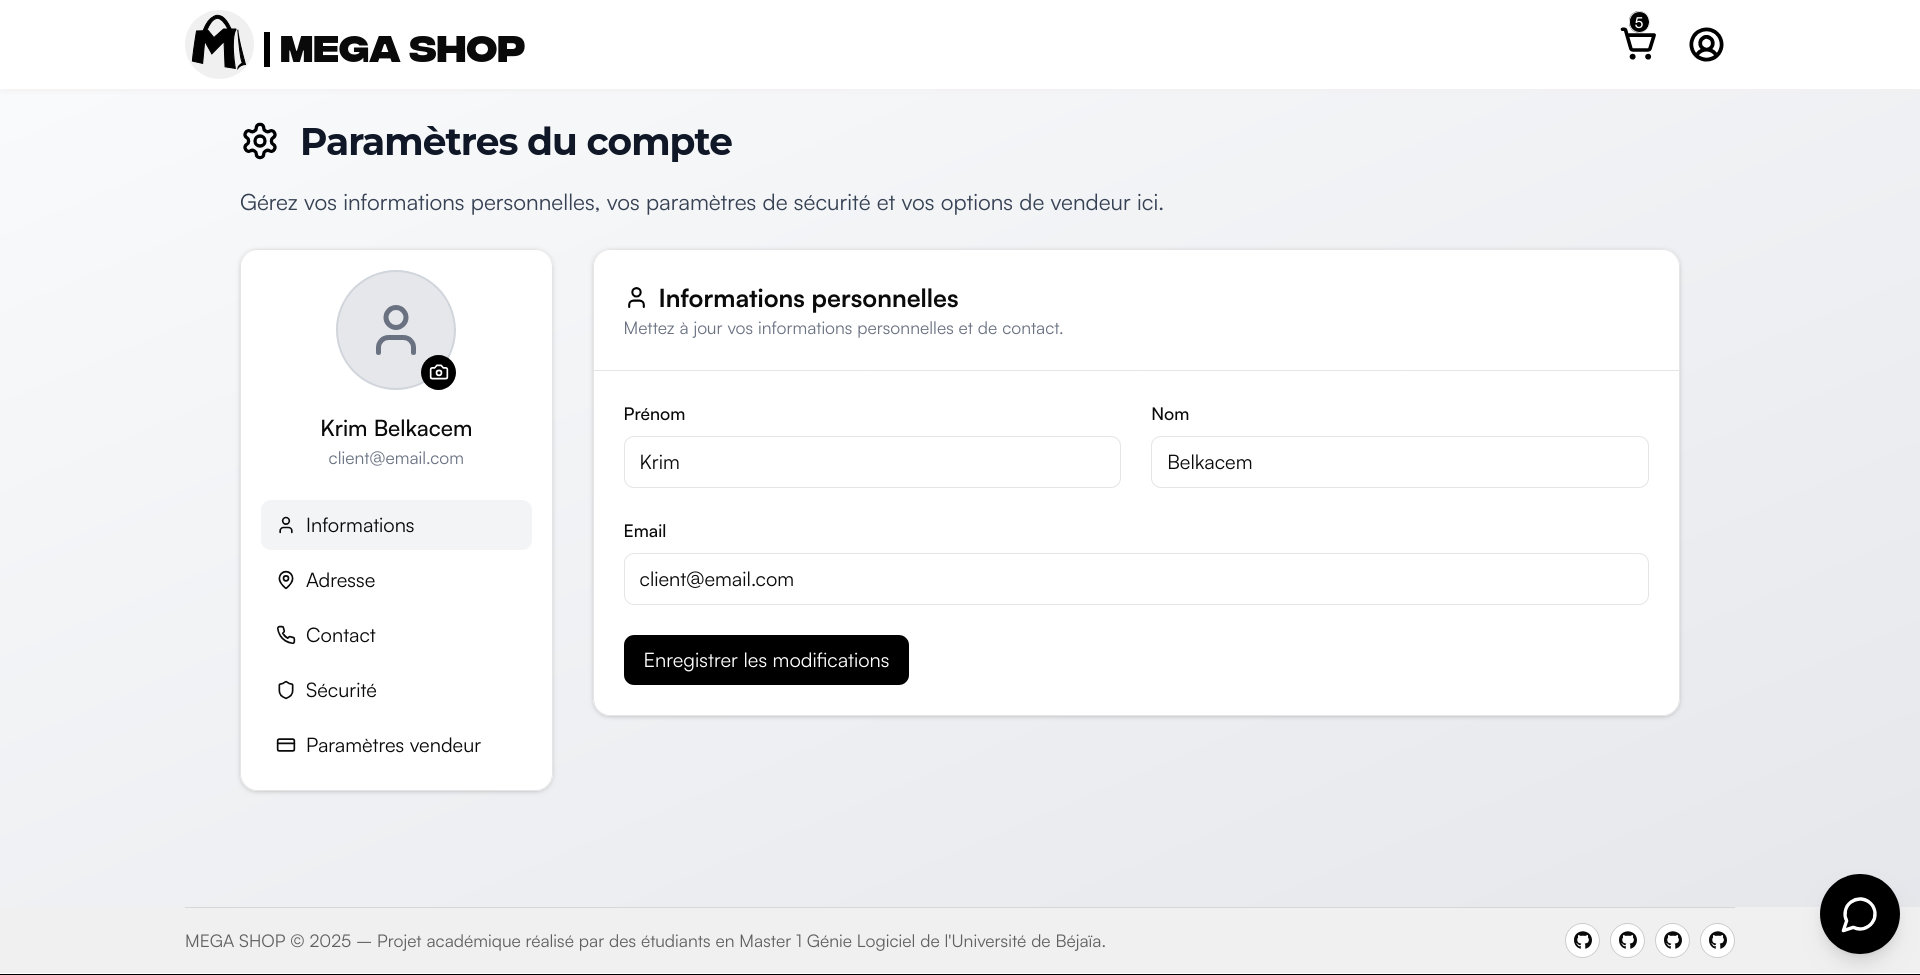 MEGA SHOP
5
Paramètres du compte
Gérez vos informations personnelles, vos paramètres de sécurité et vos options de vendeur ici.
Krim Belkacem
client@email.com
Informations
Adresse
Contact
Sécurité
Paramètres vendeur
Informations personnelles
Mettez à jour vos informations personnelles et de contact.
Prénom
Nom
Krim
Belkacem
Email
client@email.com
Enregistrer les modifications
MEGA SHOP © 2025 — Projet académique réalisé par des étudiants en Master 1 Génie Logiciel de l'Université de Béjaïa.